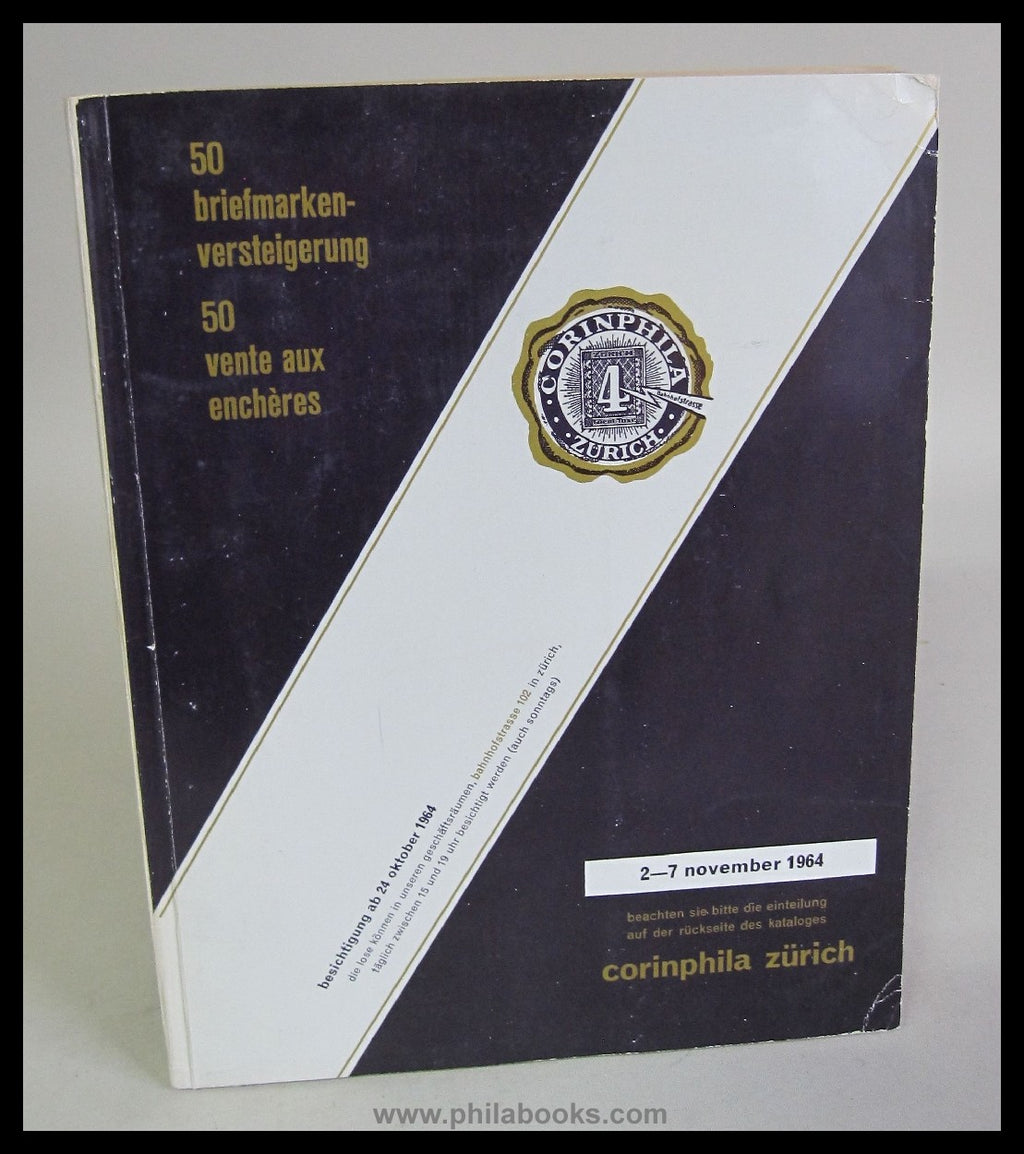 50
briefmarken-
versteigerung
50
vente aux
enchères
CORINPHILA
ZÜRICH
4
Bahnhofstrasse
ZÜRICH
besichtigung ab 24 oktober 1964
die lose können in unseren geschäftsräumen, bahnhofstrasse 102 in zürich,
täglich zwischen 15 und 19 uhr besichtigt werden (auch sonntags)
2—7 november 1964
beachten sie bitte die einteilung
auf der rückseite des kataloges
corinphila zürich
www.philabooks.com